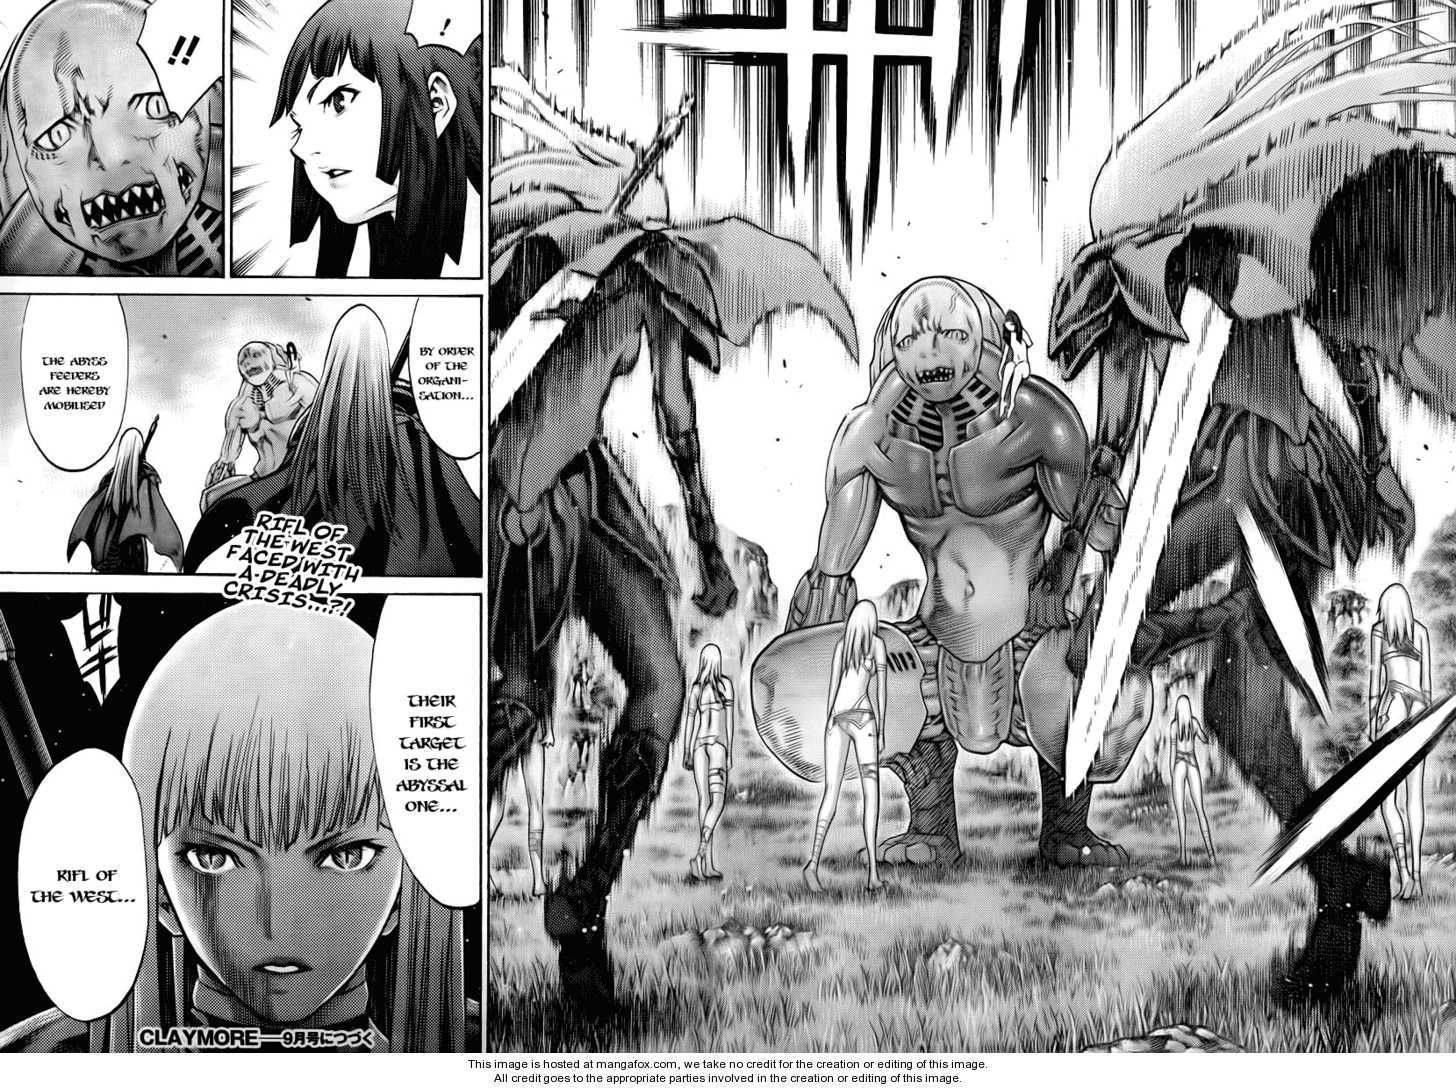 !
!!
BY ORDER
OF THE
ORGANI-
SATION...
THE ABYSS
FEEDERS
ARE HEREBY
MOBILISED
RIFL OF
THE WEST
FACED WITH
A DEADLY
CRISIS...?!
THEIR
FIRST
TARGET
IS THE
ABYSSAL
ONE...
RIFL OF
THE WEST...
CLAYMORE—9月号につづく
This image is hosted at mangafox.com, we take no credit for the creation or editing of this image.
All credit goes to the appropriate parties involved in the creation or editing of this image.